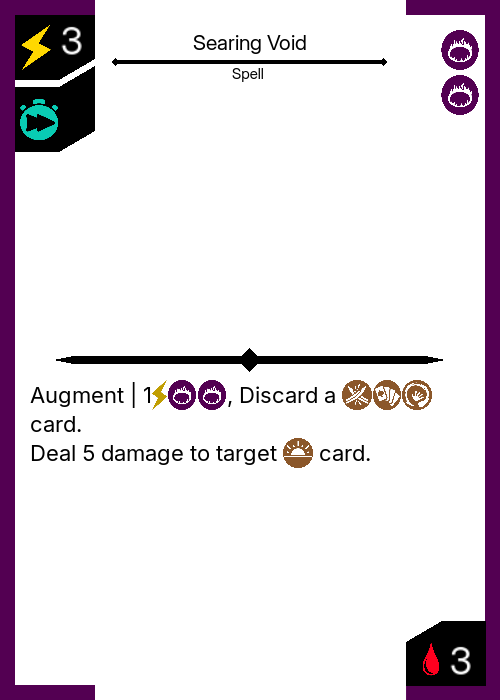 3
Searing Void
Spell
Augment | 1, Discard a
card.
Deal 5 damage to target card.
3